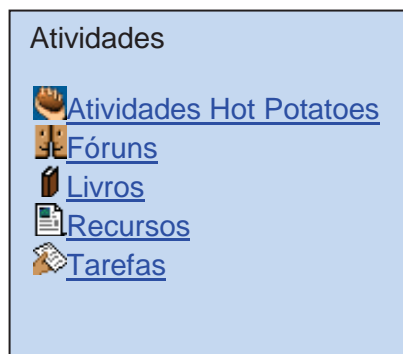 Atividades
Atividades Hot Potatoes
Fóruns
Livros
Recursos
Tarefas